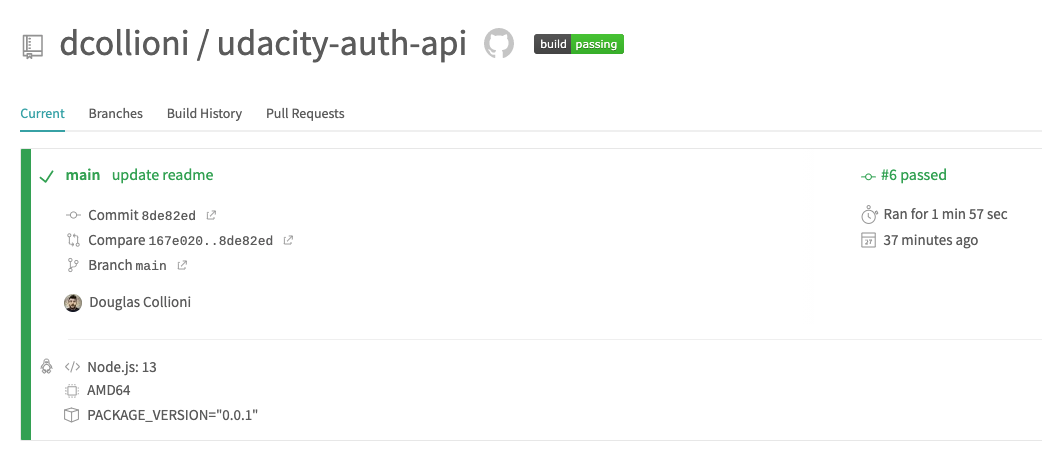 dcollioni / udacity-auth-api build passing
Current Branches Build History Pull Requests
main update readme #6 passed
Commit 8de82ed Ran for 1 min 57 sec
Compare 167e020..8de82ed 37 minutes ago
Branch main
Douglas Collioni
Node.js: 13
AMD64
PACKAGE_VERSION="0.0.1"